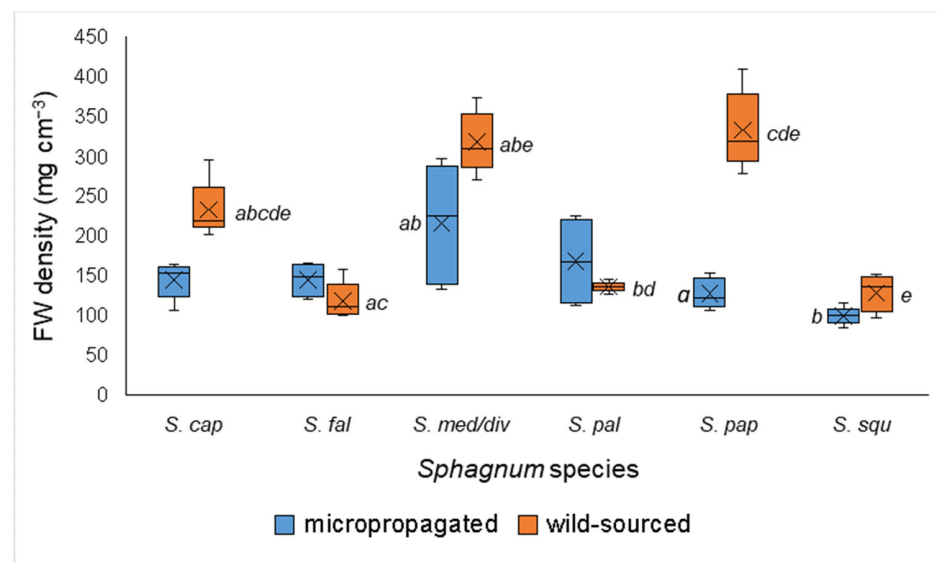 450
400
350
300
250
200
150
100
50
0
FW density (mg cm⁻³)
abcde
ac
ab
abe
bd
a
cde
b
e
S. cap S. fal S. med/div S. pal S. pap S. squ
Sphagnum species
micropropagated wild-sourced